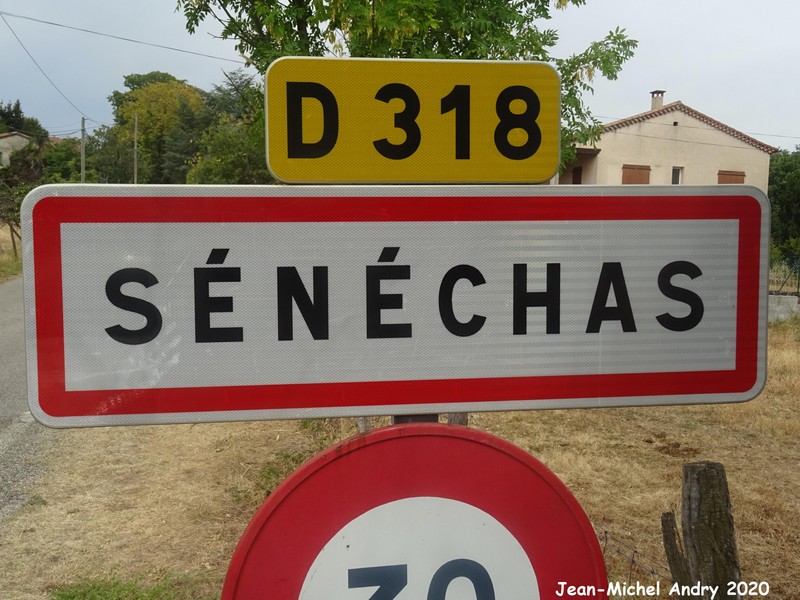 D 318
SÉNÉCHAS
30
Jean-Michel Andry 2020